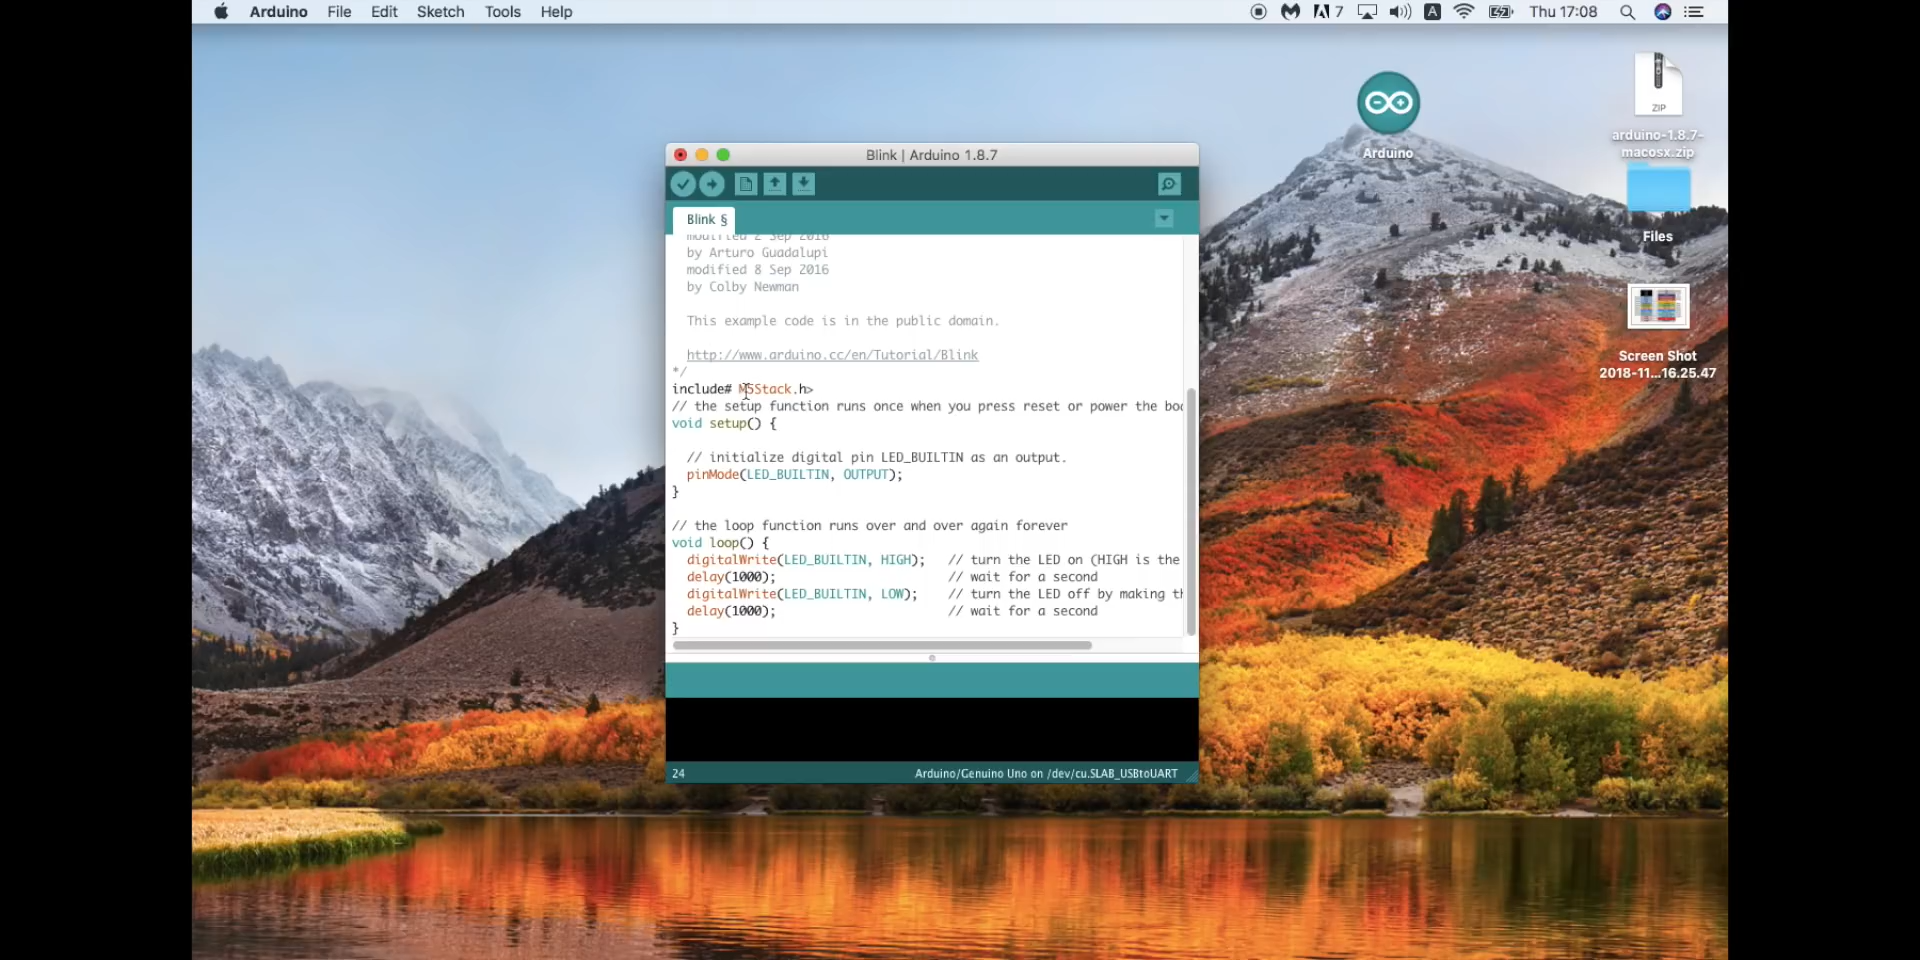 Arduino File Edit Sketch Tools Help 7 A Thu 17:08
Arduino
ZIP
arduino-1.8.7-
macosx.zip
Files
Screen Shot
2018-11...16.25.47
Blink | Arduino 1.8.7
Blink §
modified 2 Sep 2016
by Arturo Guadalupi
modified 8 Sep 2016
by Colby Newman
This example code is in the public domain.
http://www.arduino.cc/en/Tutorial/Blink
*/
include# M5Stack.h>
// the setup function runs once when you press reset or power the boa
void setup() {
// initialize digital pin LED_BUILTIN as an output.
pinMode(LED_BUILTIN, OUTPUT);
}
// the loop function runs over and over again forever
void loop() {
digitalWrite(LED_BUILTIN, HIGH); // turn the LED on (HIGH is the
delay(1000); // wait for a second
digitalWrite(LED_BUILTIN, LOW); // turn the LED off by making th
delay(1000); // wait for a second
}
24 Arduino/Genuino Uno on /dev/cu.SLAB_USBtoUART